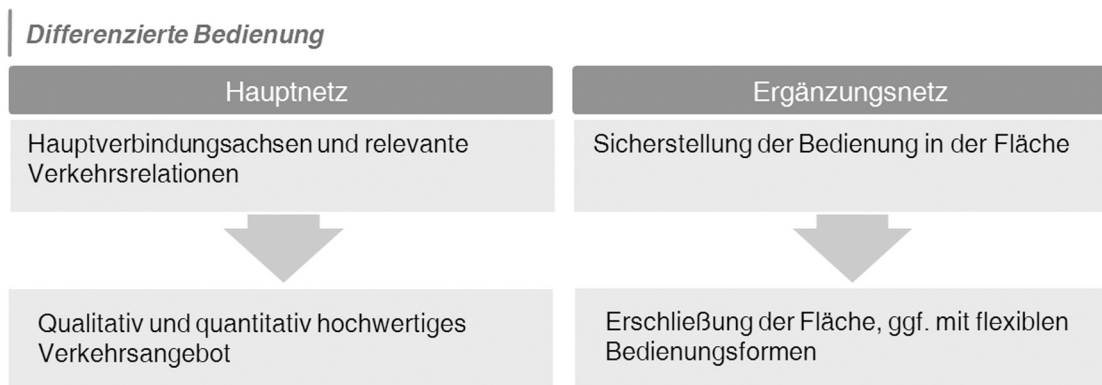 Differenzierte Bedienung
Hauptnetz
Hauptverbindungsachsen und relevante
Verkehrsrelationen
Qualitativ und quantitativ hochwertiges
Verkehrsangebot
Ergänzungsnetz
Sicherstellung der Bedienung in der Fläche
Erschließung der Fläche, ggf. mit flexiblen
Bedienungsformen